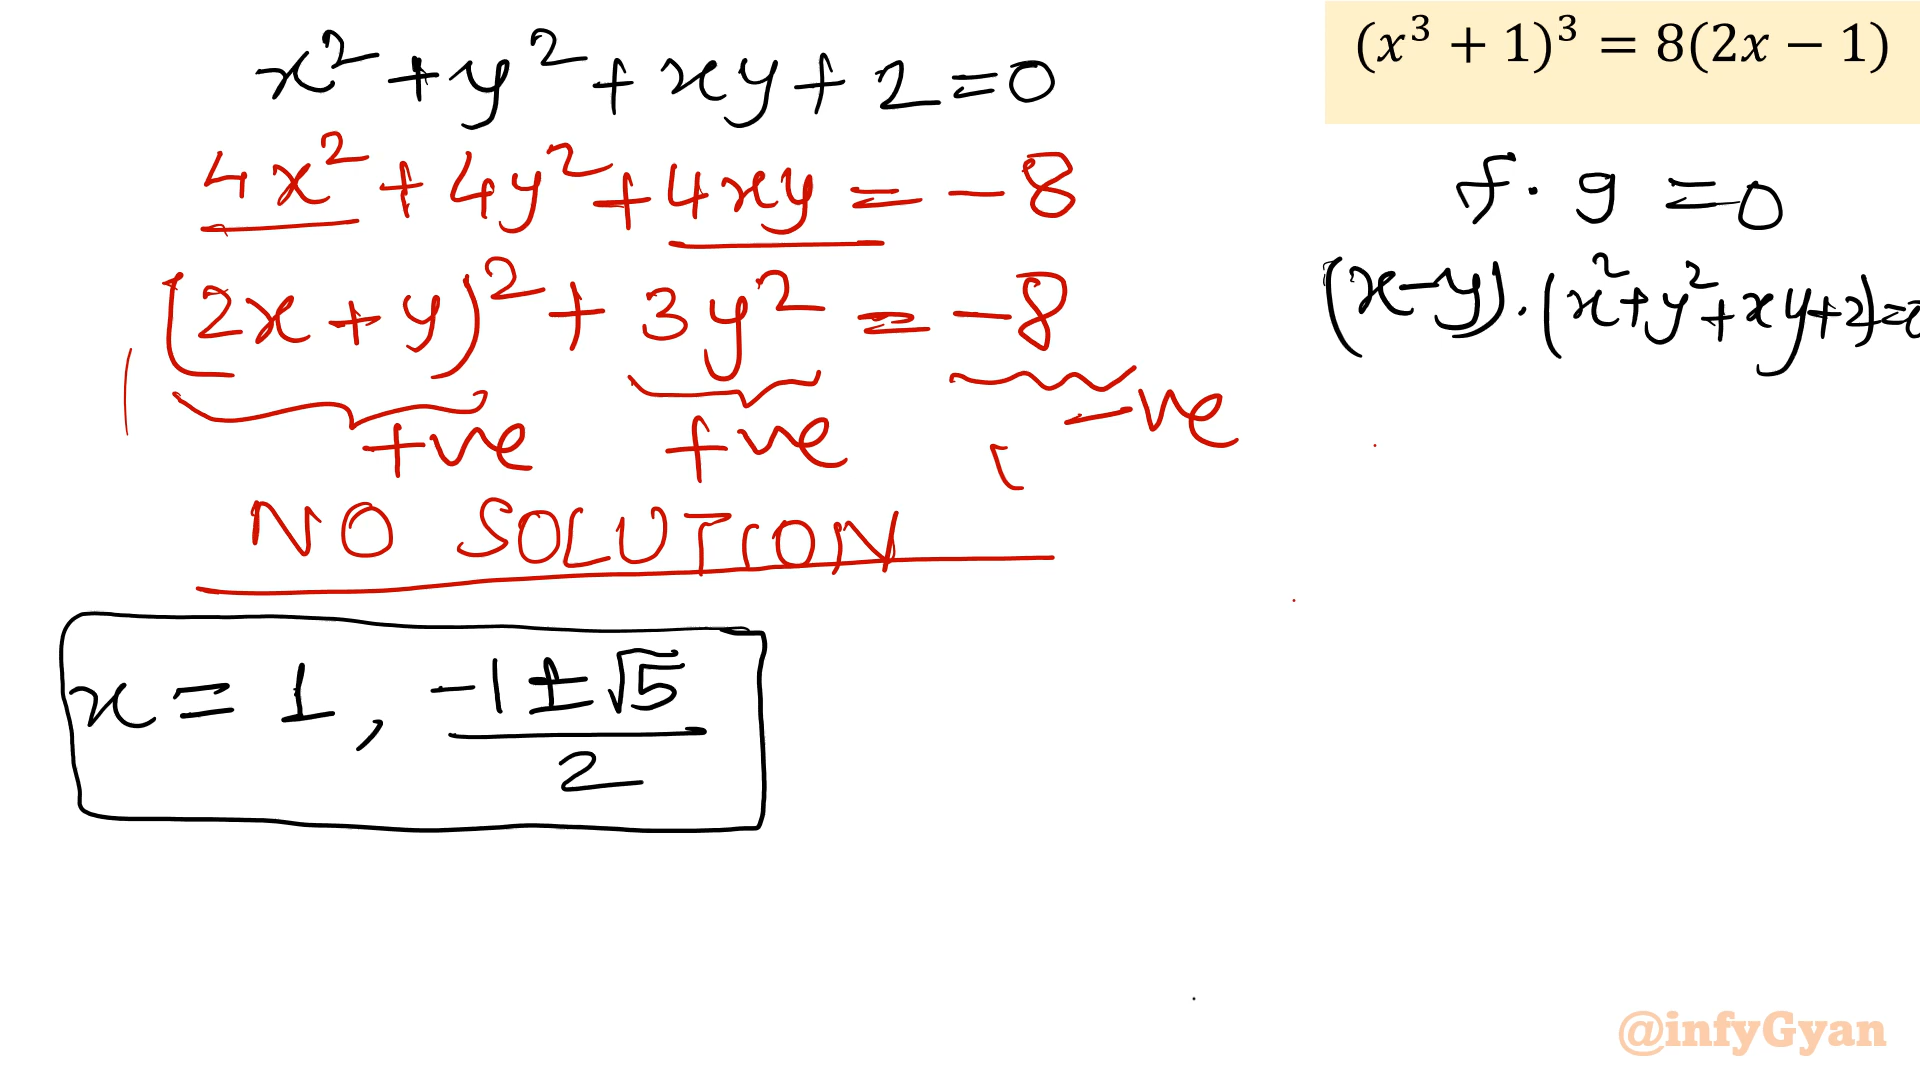 x² + y² + xy + 2 = 0
4x² + 4y² + 4xy = -8
(2x + y)² + 3y² = -8
+ve +ve -ve
NO SOLUTION
x = 1, (-1 ± √5)/2
(x³ + 1)³ = 8(2x − 1)
f · g = 0
(x-y) · (x² + y² + xy + 2) = 0
@infyGyan